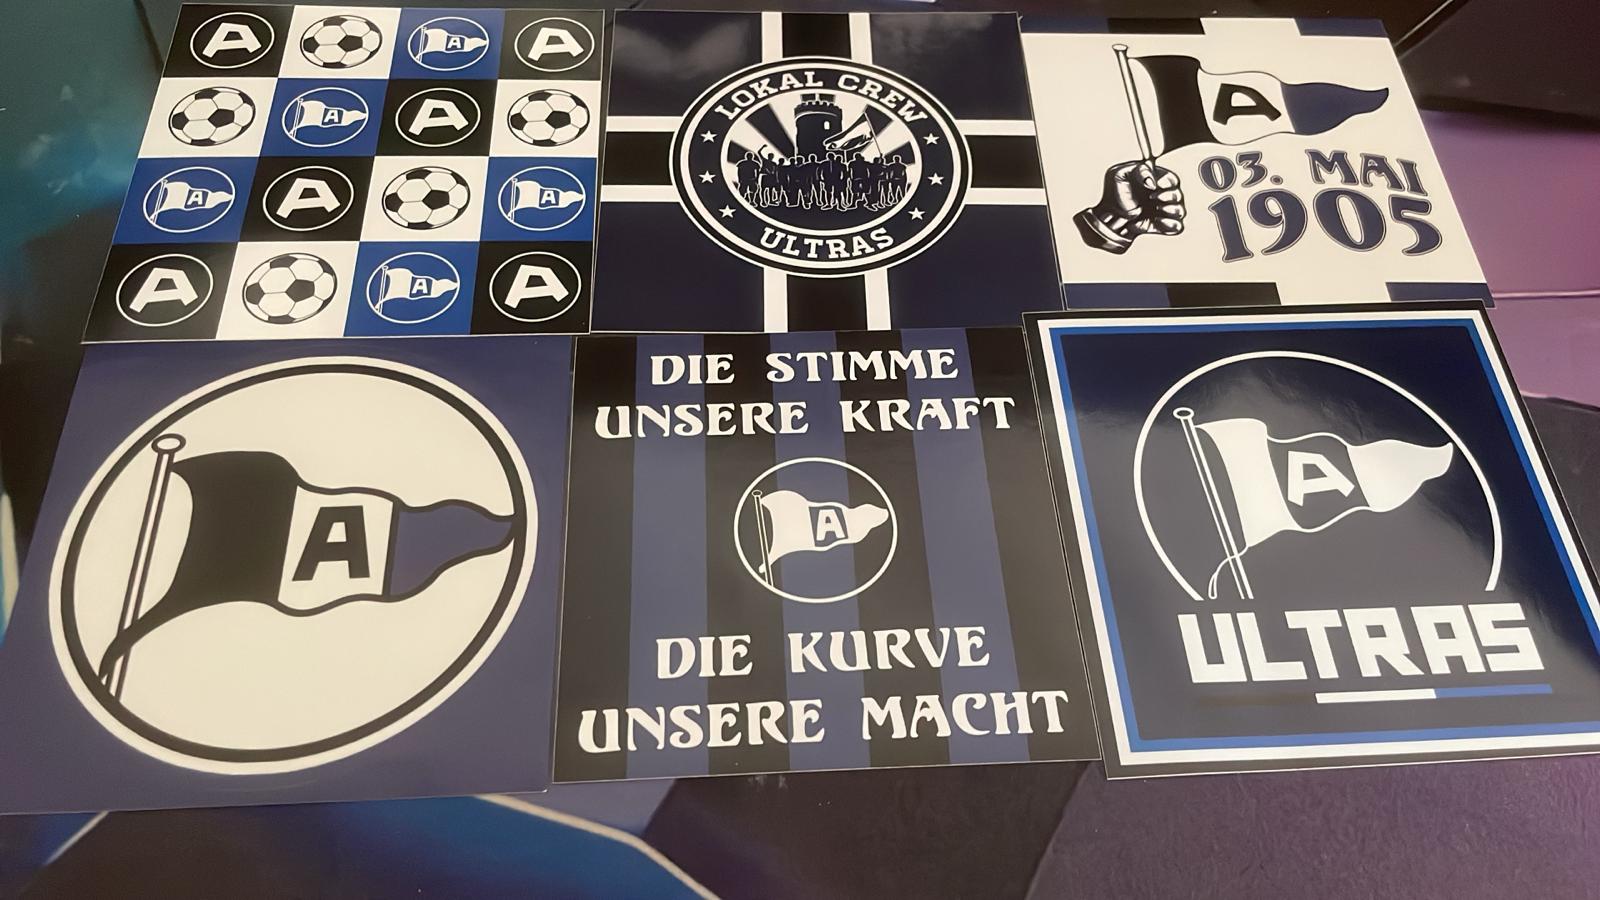 A
A
A
A
A
A
A
A
A
A
A
A
LOKAL CREW
ULTRAS
A
03. MAI
1905
A
DIE STIMME
UNSERE KRAFT
A
DIE KURVE
UNSERE MACHT
A
ULTRAS